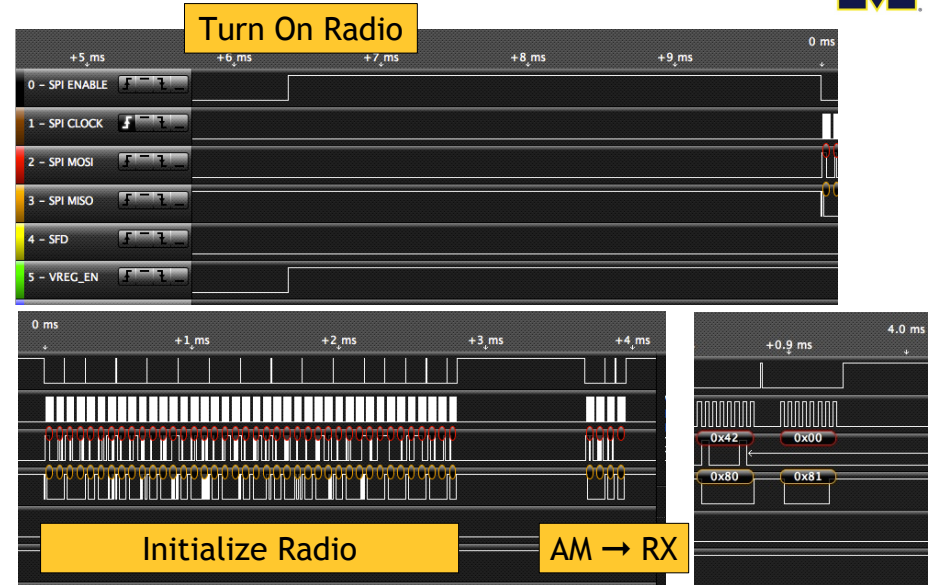 Turn On Radio
0 ms
+5 ms +6 ms +7 ms +8 ms +9 ms
0 - SPI ENABLE
1 - SPI CLOCK
2 - SPI MOSI
3 - SPI MISO
4 - SFD
5 - VREG_EN
0 ms
+1 ms +2 ms +3 ms +4 ms
4.0 ms
+0.9 ms
0x42 0x00
0x80 0x81
Initialize Radio
AM → RX